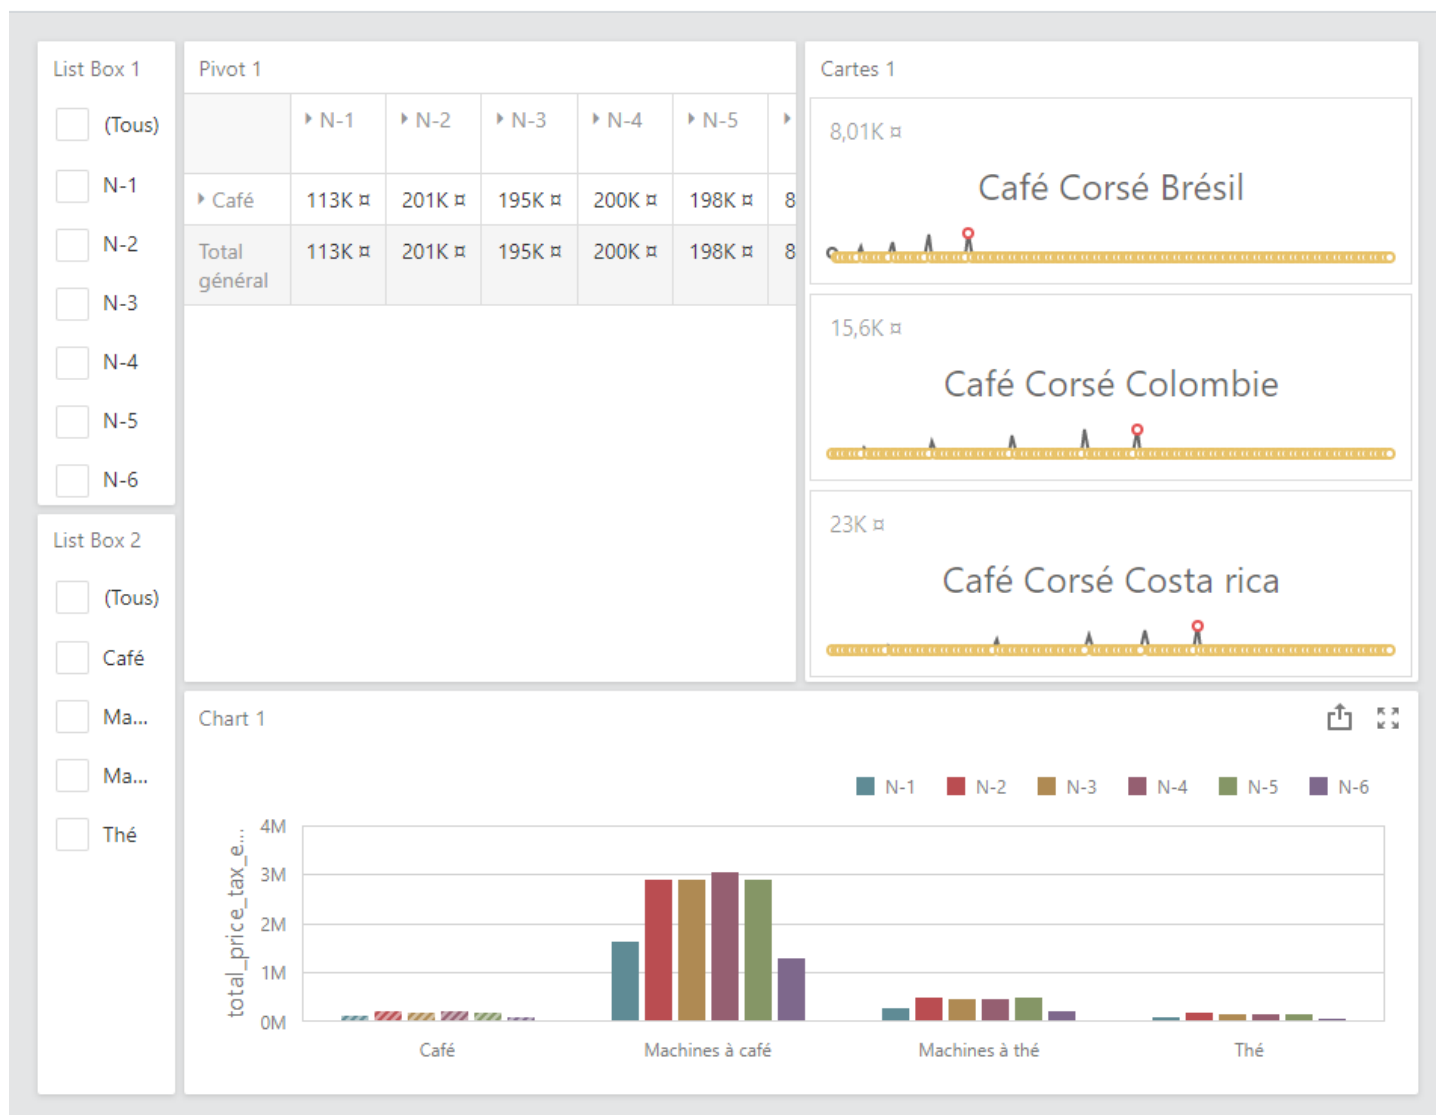 List Box 1
(Tous)
N-1
N-2
N-3
N-4
N-5
N-6
List Box 2
(Tous)
Café
Ma...
Ma...
Thé
Pivot 1
N-1 N-2 N-3 N-4 N-5
Café 113K ¤ 201K ¤ 195K ¤ 200K ¤ 198K ¤ 8
Total
général 113K ¤ 201K ¤ 195K ¤ 200K ¤ 198K ¤ 8
Cartes 1
8,01K ¤
Café Corsé Brésil
15,6K ¤
Café Corsé Colombie
23K ¤
Café Corsé Costa rica
Chart 1
N-1 N-2 N-3 N-4 N-5 N-6
total_price_tax_e...
4M
3M
2M
1M
0M
Café Machines à café Machines à thé Thé